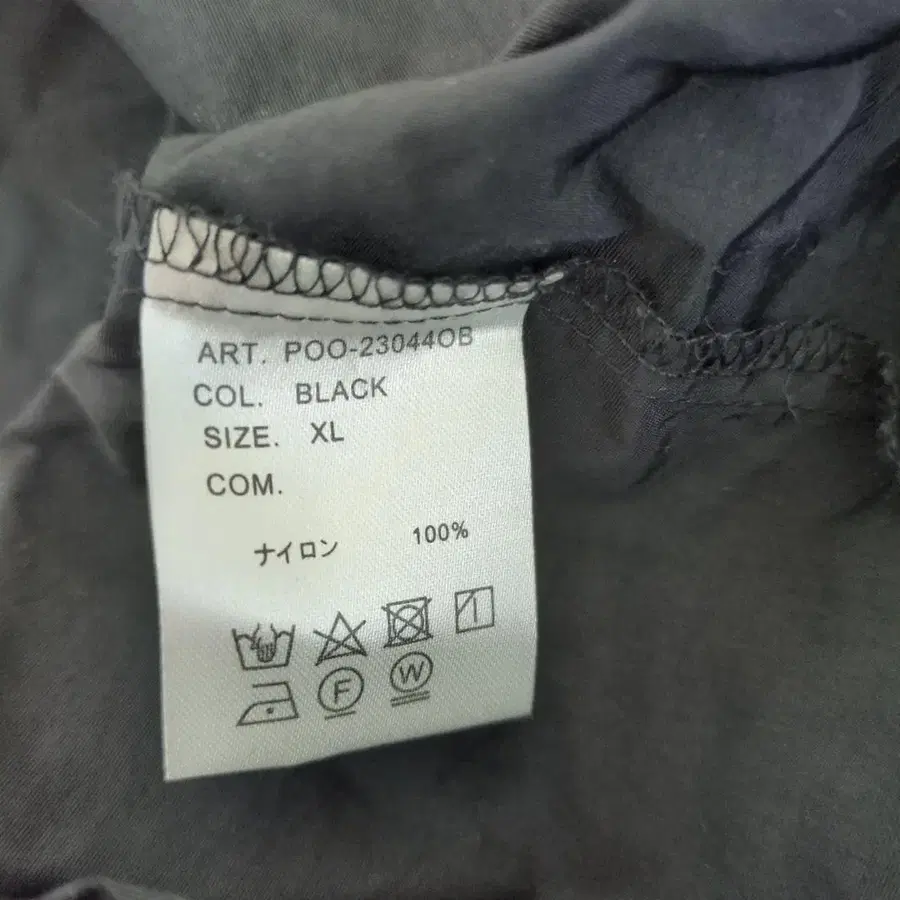 ART. POO-23044OB
COL. BLACK
SIZE. XL
COM.
ナイロン 100%
F W